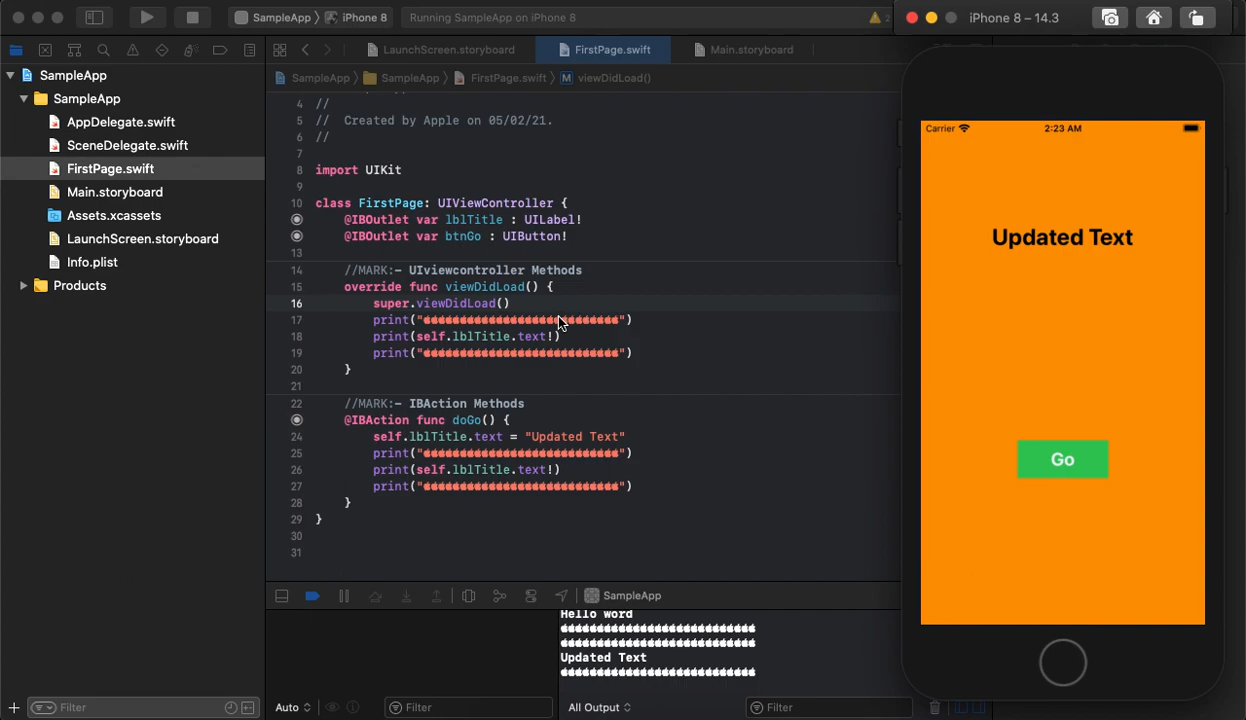 SampleApp 〉 iPhone 8
Running SampleApp on iPhone 8
2
iPhone 8 – 14.3
LaunchScreen.storyboard
FirstPage.swift
Main.storyboard
SampleApp 〉 SampleApp 〉 FirstPage.swift 〉 M viewDidLoad()
SampleApp
SampleApp
AppDelegate.swift
SceneDelegate.swift
FirstPage.swift
Main.storyboard
Assets.xcassets
LaunchScreen.storyboard
Info.plist
Products
4 //
5 // Created by Apple on 05/02/21.
6 //
7
8 import UIKit
9
10 class FirstPage: UIViewController {
@IBOutlet var lblTitle : UILabel!
@IBOutlet var btnGo : UIButton!
13
14 //MARK:- UIviewcontroller Methods
15 override func viewDidLoad() {
16 super.viewDidLoad()
17 print("")
18 print(self.lblTitle.text!)
19 print("")
20 }
21
22 //MARK:- IBAction Methods
@IBAction func doGo() {
24 self.lblTitle.text = "Updated Text"
25 print("")
26 print(self.lblTitle.text!)
27 print("")
28 }
29 }
30
31
SampleApp
Hello word
Updated Text
Filter
Auto
Filter
All Output
Filter
Carrier
2:23 AM
Updated Text
Go